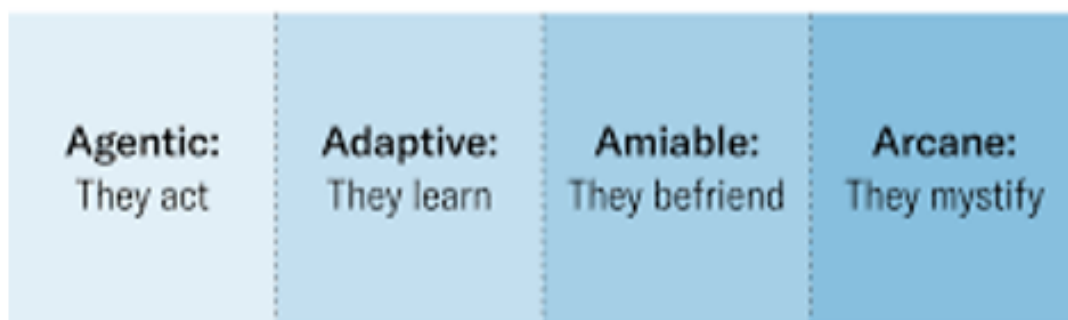 Agentic:
They act
Adaptive:
They learn
Amiable:
They befriend
Arcane:
They mystify